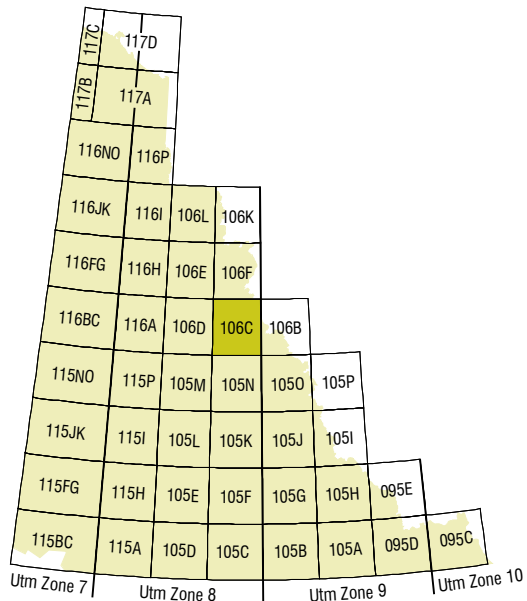 117C 117D
117B 117A
116NO 116P
116JK 116I 106L 106K
116FG 116H 106E 106F
116BC 116A 106D 106C 106B
115NO 115P 105M 105N 105O 105P
115JK 115I 105L 105K 105J 105I
115FG 115H 105E 105F 105G 105H 095E
115BC 115A 105D 105C 105B 105A 095D 095C
Utm Zone 7 Utm Zone 8 Utm Zone 9 Utm Zone 10